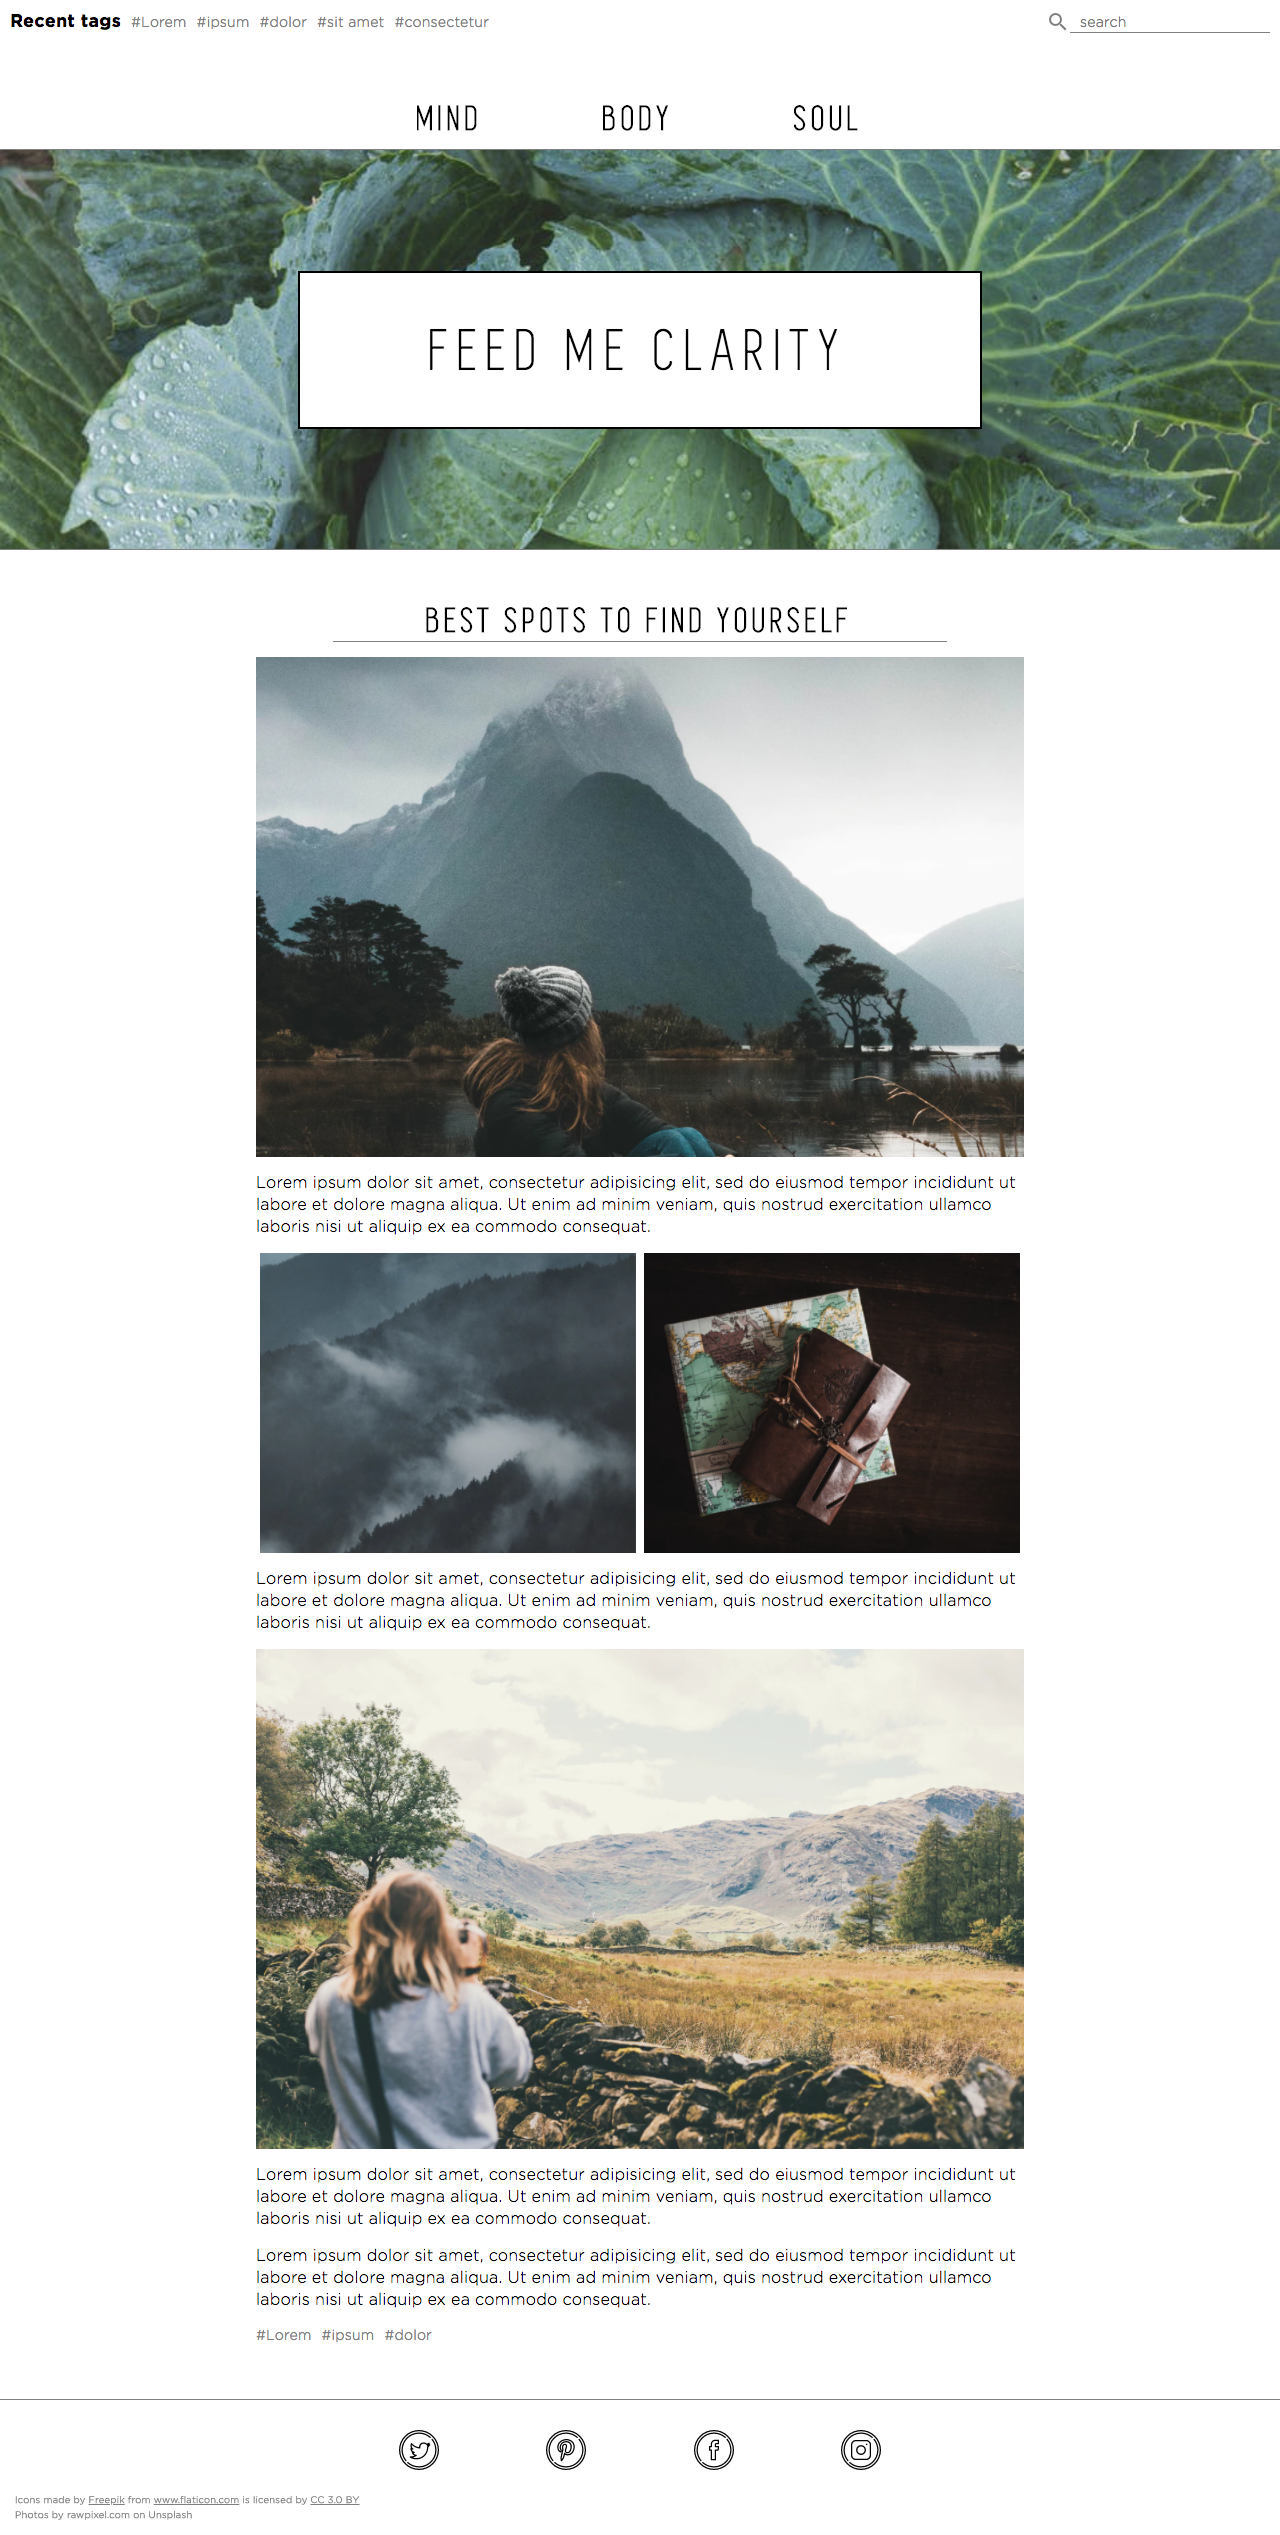 Recent tags #Lorem #ipsum #dolor #sit amet #consectetur search
MIND BODY SOUL
FEED ME CLARITY
BEST SPOTS TO FIND YOURSELF
Lorem ipsum dolor sit amet, consectetur adipisicing elit, sed do eiusmod tempor incididunt ut
labore et dolore magna aliqua. Ut enim ad minim veniam, quis nostrud exercitation ullamco
laboris nisi ut aliquip ex ea commodo consequat.
Lorem ipsum dolor sit amet, consectetur adipisicing elit, sed do eiusmod tempor incididunt ut
labore et dolore magna aliqua. Ut enim ad minim veniam, quis nostrud exercitation ullamco
laboris nisi ut aliquip ex ea commodo consequat.
Lorem ipsum dolor sit amet, consectetur adipisicing elit, sed do eiusmod tempor incididunt ut
labore et dolore magna aliqua. Ut enim ad minim veniam, quis nostrud exercitation ullamco
laboris nisi ut aliquip ex ea commodo consequat.
Lorem ipsum dolor sit amet, consectetur adipisicing elit, sed do eiusmod tempor incididunt ut
labore et dolore magna aliqua. Ut enim ad minim veniam, quis nostrud exercitation ullamco
laboris nisi ut aliquip ex ea commodo consequat.
#Lorem #ipsum #dolor
Icons made by Freepik from www.flaticon.com is licensed by CC 3.0 BY
Photos by rawpixel.com on Unsplash